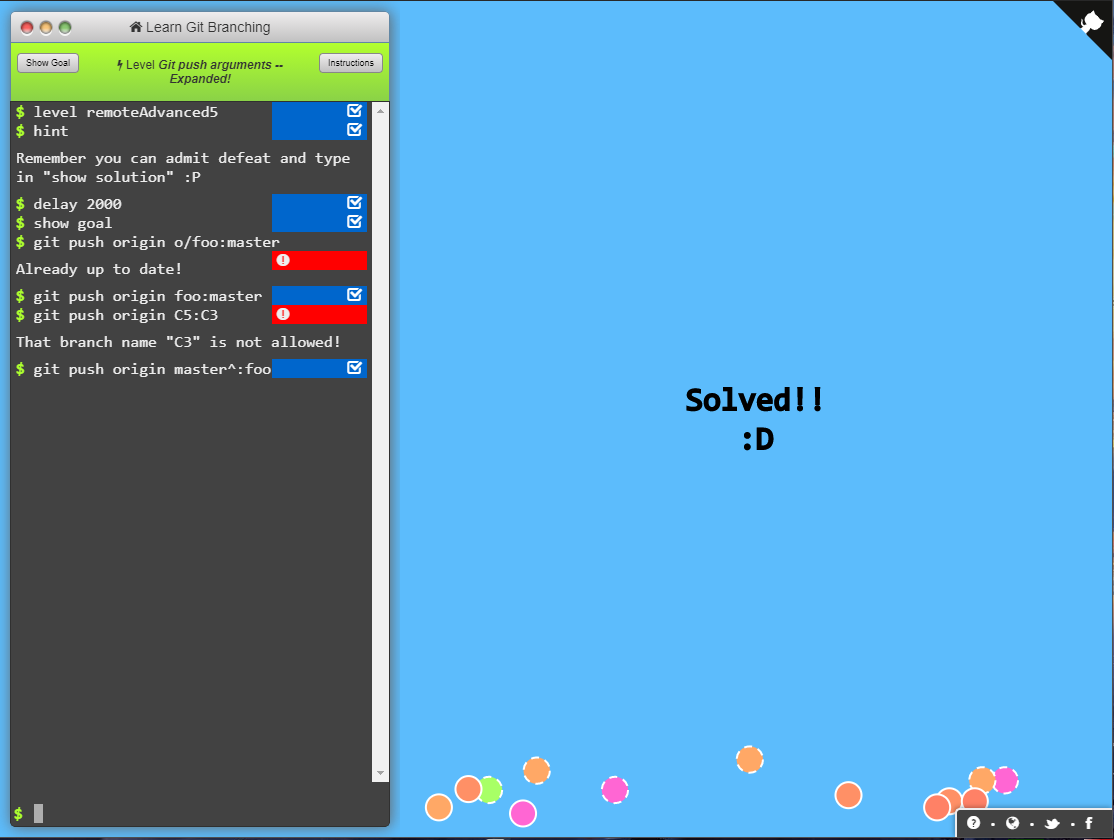 Learn Git Branching
Show Goal
Level Git push arguments --
Expanded!
Instructions
$ level remoteAdvanced5
$ hint
Remember you can admit defeat and type
in "show solution" :P
$ delay 2000
$ show goal
$ git push origin o/foo:master
Already up to date!
$ git push origin foo:master
$ git push origin C5:C3
That branch name "C3" is not allowed!
$ git push origin master^:foo
$
Solved!!
:D